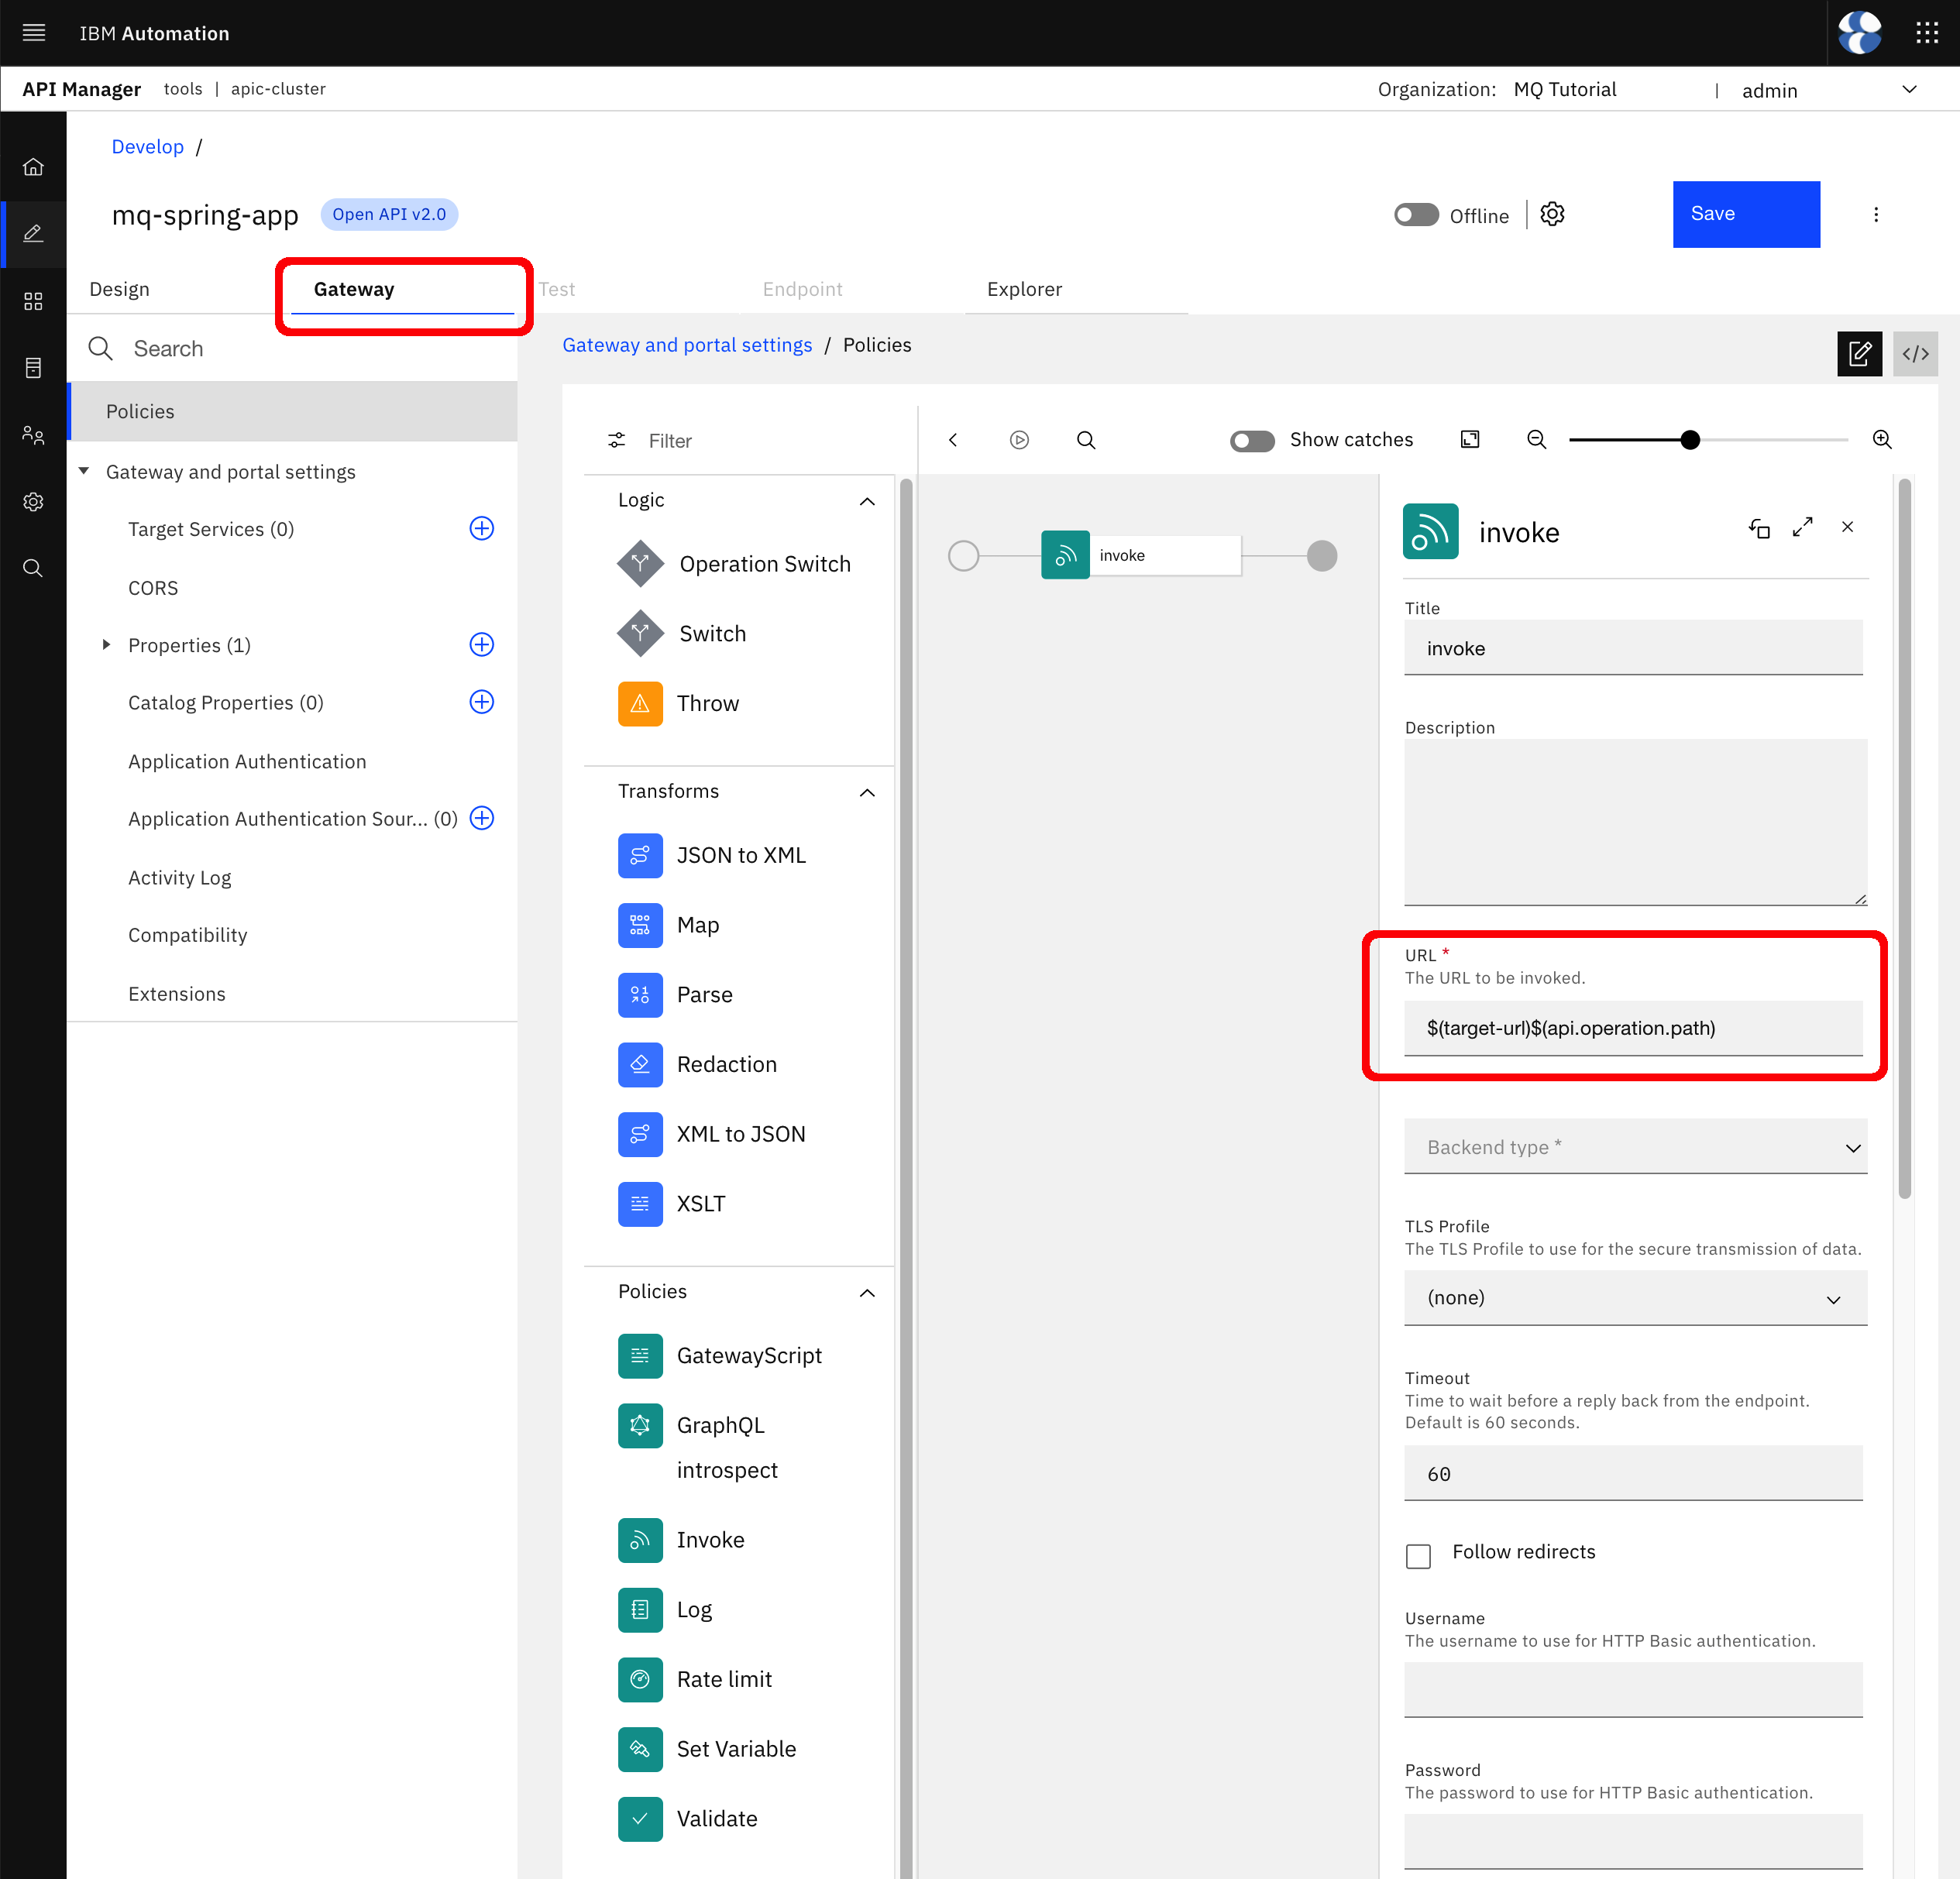 IBM Automation
API Manager tools | apic-cluster
Organization: MQ Tutorial | admin
Develop /
mq-spring-app Open API v2.0
Offline
Save
Design Gateway Test Endpoint Explorer
Search
Policies
Gateway and portal settings
Target Services (0)
CORS
Properties (1)
Catalog Properties (0)
Application Authentication
Application Authentication Sour... (0)
Activity Log
Compatibility
Extensions
Gateway and portal settings / Policies
Filter
Show catches
Logic
Operation Switch
Switch
Throw
Transforms
JSON to XML
Map
Parse
Redaction
XML to JSON
XSLT
Policies
GatewayScript
GraphQL
introspect
Invoke
Log
Rate limit
Set Variable
Validate
invoke
invoke
Title
invoke
Description
URL *
The URL to be invoked.
$(target-url)$(api.operation.path)
Backend type *
TLS Profile
The TLS Profile to use for the secure transmission of data.
(none)
Timeout
Time to wait before a reply back from the endpoint.
Default is 60 seconds.
60
Follow redirects
Username
The username to use for HTTP Basic authentication.
Password
The password to use for HTTP Basic authentication.